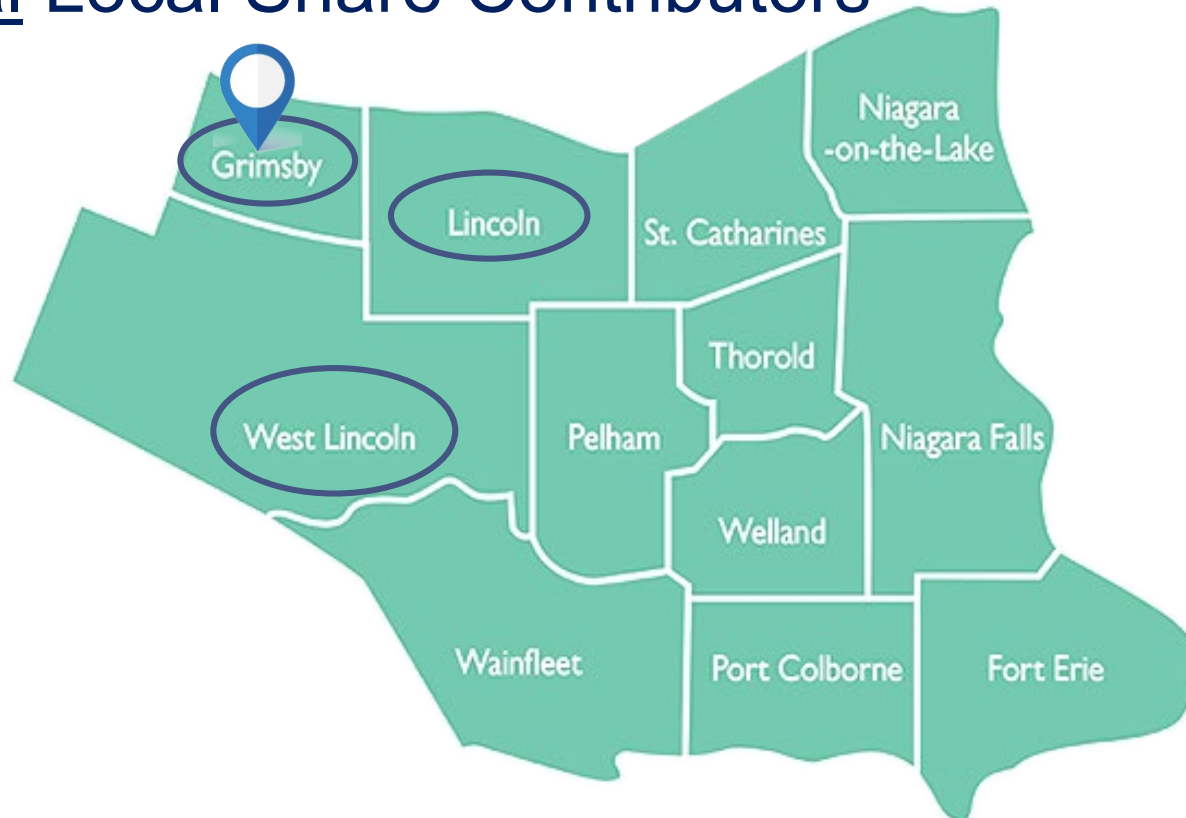 Local Share Contributors
Niagara
-on-the-Lake
Grimsby
Lincoln
St. Catharines
Thorold
West Lincoln
Pelham
Niagara Falls
Welland
Wainfleet
Port Colborne
Fort Erie